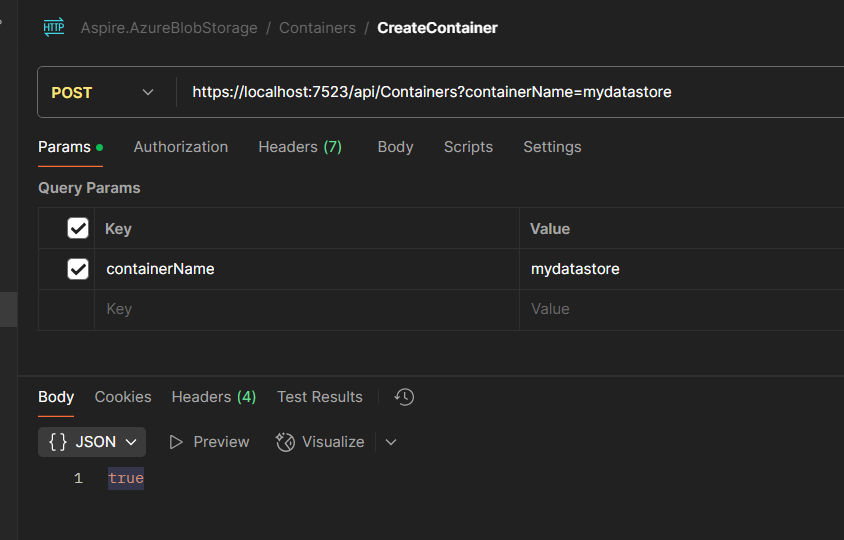 HTTP Aspire.AzureBlobStorage / Containers / CreateContainer
POST https://localhost:7523/api/Containers?containerName=mydatastore
Params Authorization Headers (7) Body Scripts Settings
Query Params
Key Value
containerName mydatastore
Key Value
Body Cookies Headers (4) Test Results
{ } JSON Preview Visualize
1 true